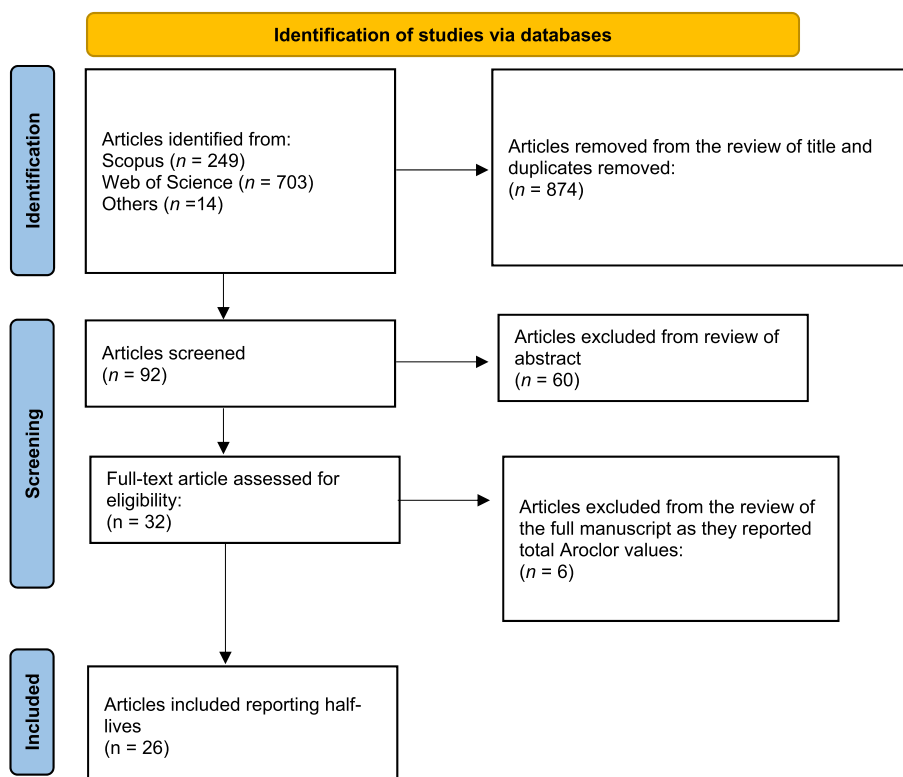 Identification of studies via databases
Identification
Articles identified from:
Scopus (n = 249)
Web of Science (n = 703)
Others (n =14)
Articles removed from the review of title and
duplicates removed:
(n = 874)
Screening
Articles screened
(n = 92)
Articles excluded from review of
abstract
(n = 60)
Full-text article assessed for
eligibility:
(n = 32)
Articles excluded from the review of
the full manuscript as they reported
total Aroclor values:
(n = 6)
Included
Articles included reporting half-
lives
(n = 26)